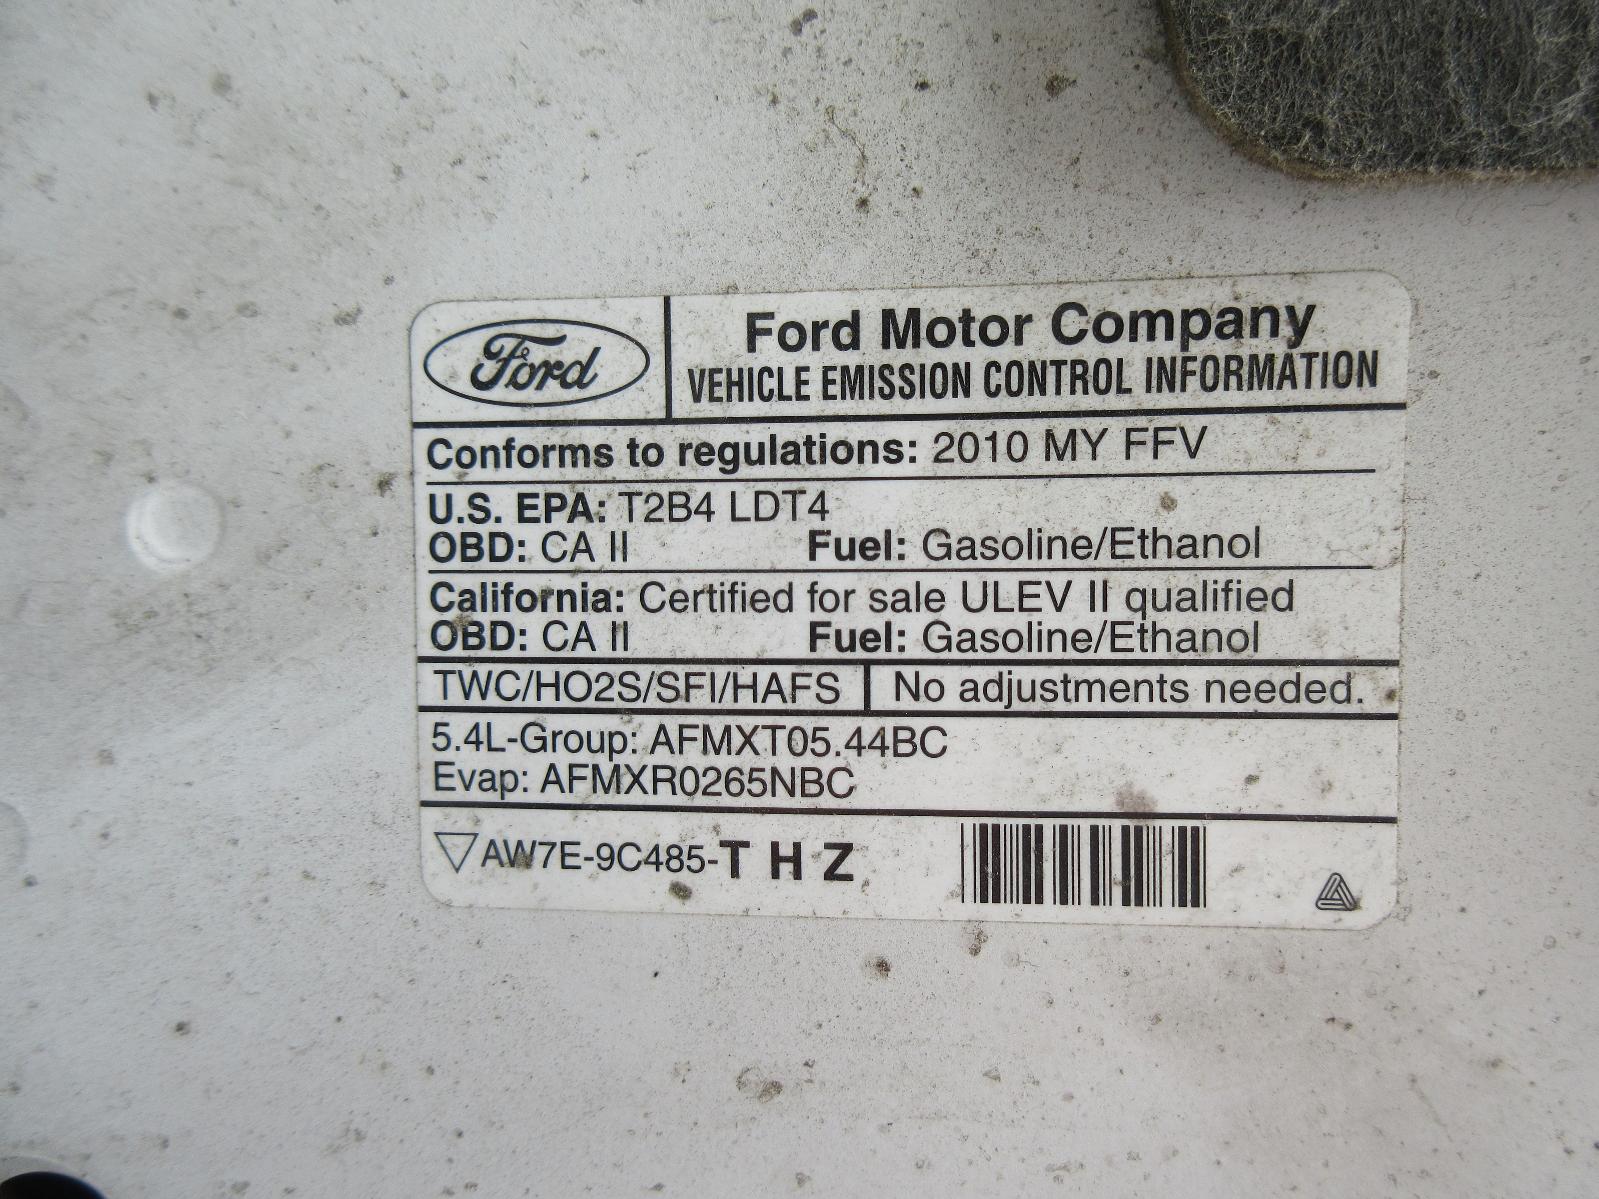 Ford
Ford Motor Company
VEHICLE EMISSION CONTROL INFORMATION
Conforms to regulations: 2010 MY FFV
U.S. EPA: T2B4 LDT4
OBD: CA II Fuel: Gasoline/Ethanol
California: Certified for sale ULEV II qualified
OBD: CA II Fuel: Gasoline/Ethanol
TWC/HO2S/SFI/HAFS No adjustments needed.
5.4L-Group: AFMXT05.44BC
Evap: AFMXR0265NBC
AW7E-9C485-T H Z